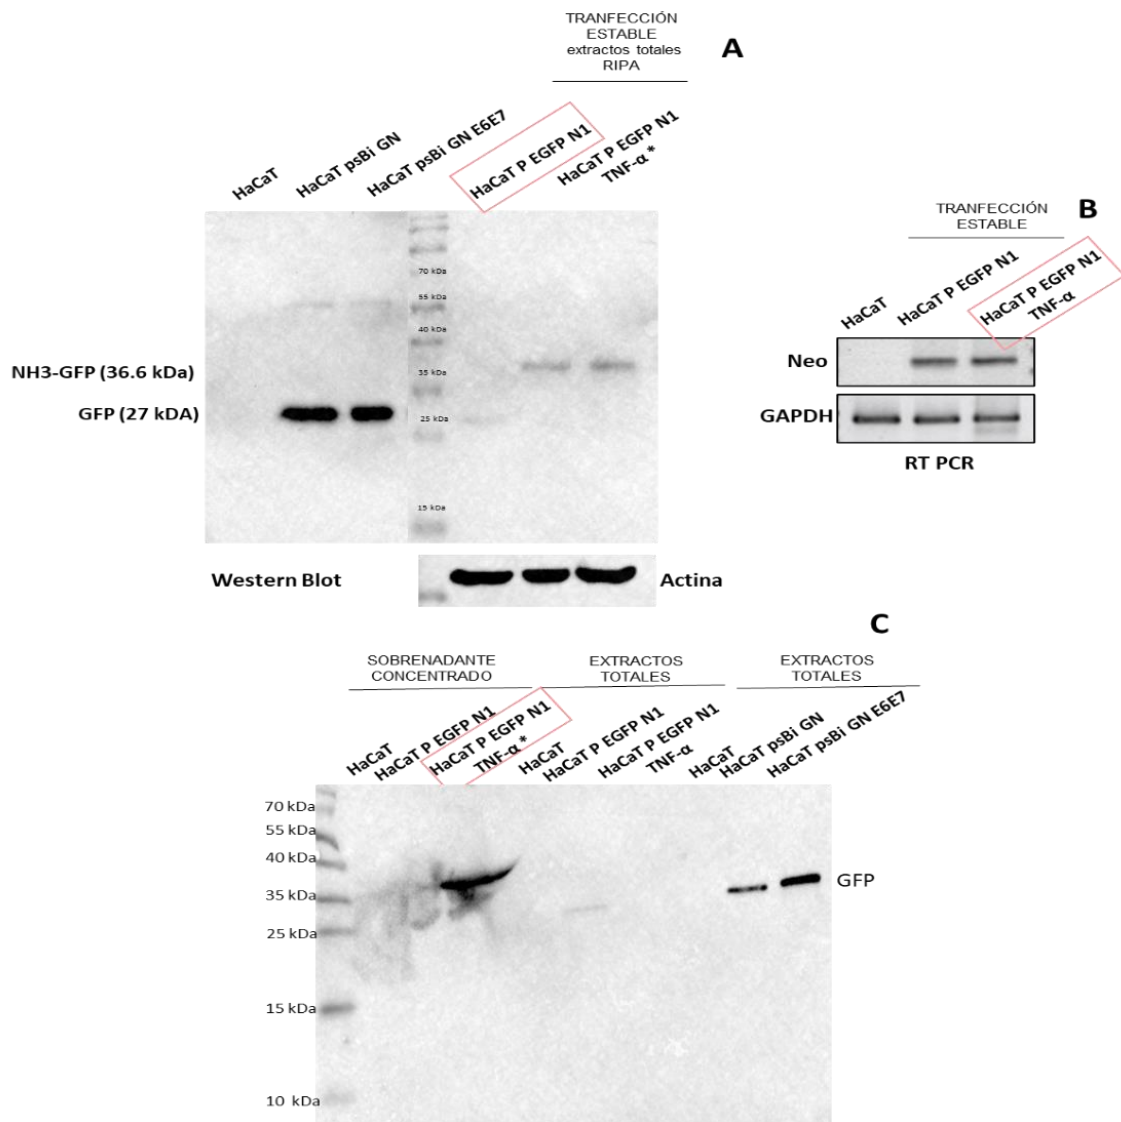 TRANFECCIÓN
ESTABLE
extractos totales
RIPA
A
HaCaT
HaCaT psBi GN
HaCaT psBi GN E6E7
HaCaT P EGFP N1
HaCaT P EGFP N1
TNF-α *
70 kDa
55 kDa
40 kDa
35 kDa
25 kDa
15 kDa
NH3-GFP (36.6 kDa)
GFP (27 kDA)
Western Blot
Actina
TRANFECCIÓN
ESTABLE
B
HaCaT
HaCaT P EGFP N1
HaCaT P EGFP N1
TNF-α
Neo
GAPDH
RT PCR
C
SOBRENADANTE
CONCENTRADO
EXTRACTOS
TOTALES
EXTRACTOS
TOTALES
HaCaT
HaCaT P EGFP N1
HaCaT P EGFP N1
TNF-α *
HaCaT
HaCaT P EGFP N1
HaCaT P EGFP N1
TNF-α
HaCaT
HaCaT psBi GN
HaCaT psBi GN E6E7
70 kDa
55 kDa
40 kDa
35 kDa
25 kDa
15 kDa
10 kDa
GFP